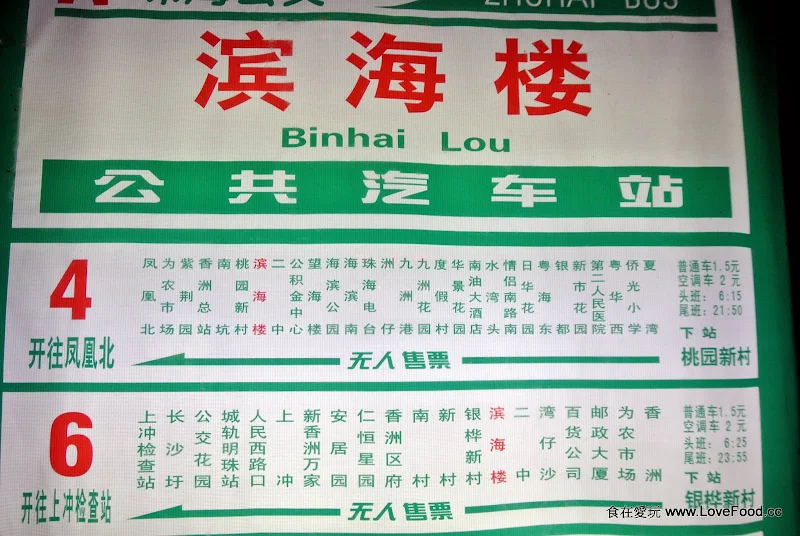 珠海公交 ZHUHAI BUS
滨海楼
Binhai Lou
公共汽车站
4
开往凤凰北
凤凰北
为农市场
紫荆园
香洲总站
南坑
桃园新村
滨海楼
二中
公积金中心
望海楼
海园
海滨南
珠海电台
洲仔
九洲港
九洲花园
度假村
华景花园
南油酒店
水湾头
情侣路南
日华花园
粤海东
银都
新市花园
第二人民医院
粤华西
侨光小学
夏湾
普通车1.5元
空调车 2 元
头班: 6:15
尾班: 21:50
下 站
桃园新村
无人售票
6
开往上冲检查站
上冲检查站
长沙圩
公交花园
城轨明珠站
人民西路口
上冲
新香洲万家
安居园
仁恒星园
香洲区府
南村
新村
银桦新村
滨海楼
二中
湾仔沙
百货公司
邮政大厦
为农市场
香洲
普通车1.5元
空调车 2 元
头班: 6:25
尾班: 23:55
下 站
银桦新村
无人售票
食在愛玩 www.LoveFood.cc